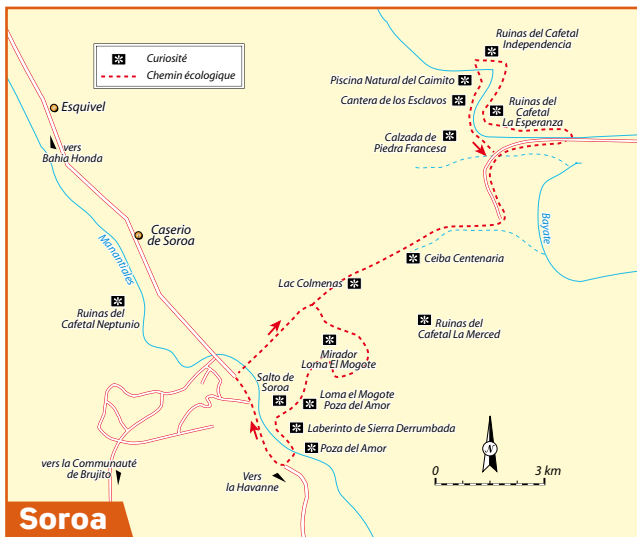 Curiosité
Chemin écologique
Ruinas del Cafetal
Independencia
Piscina Natural del Caimito
Cantera de los Esclavos
Ruinas del
Cafetal
La Esperanza
Esquivel
Calzada de
Piedra Francesa
vers
Bahia Honda
Caserio
de Soroa
Manantiales
Bayate
Ceiba Centenaria
Lac Colmenas
Ruinas del
Cafetal Neptunio
Ruinas del
Cafetal La Merced
Mirador
Loma El Mogote
Salto de
Soroa
Loma el Mogote
Poza del Amor
Laberinto de Sierra Derrumbada
Poza del Amor
N
vers la Communauté
de Brujito
Vers
la Havanne
0 3 km
Soroa